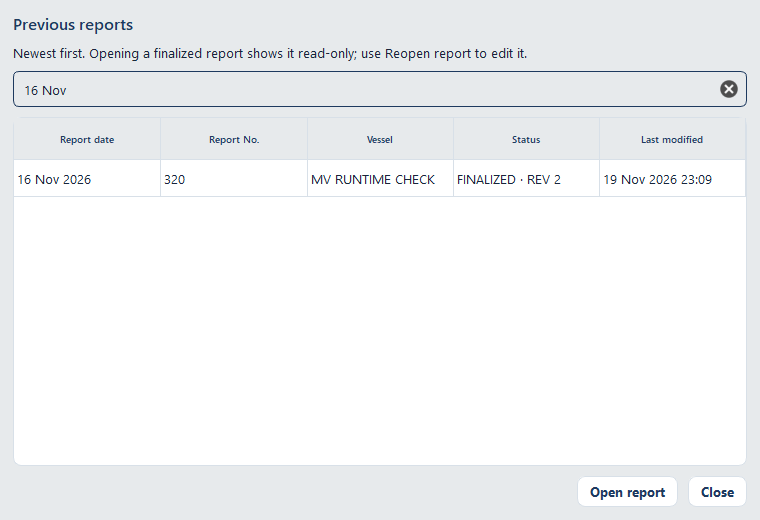 Previous reports
Newest first. Opening a finalized report shows it read-only; use Reopen report to edit it.
16 Nov
Report date Report No. Vessel Status Last modified
16 Nov 2026 320 MV RUNTIME CHECK FINALIZED · REV 2 19 Nov 2026 23:09
Open report Close